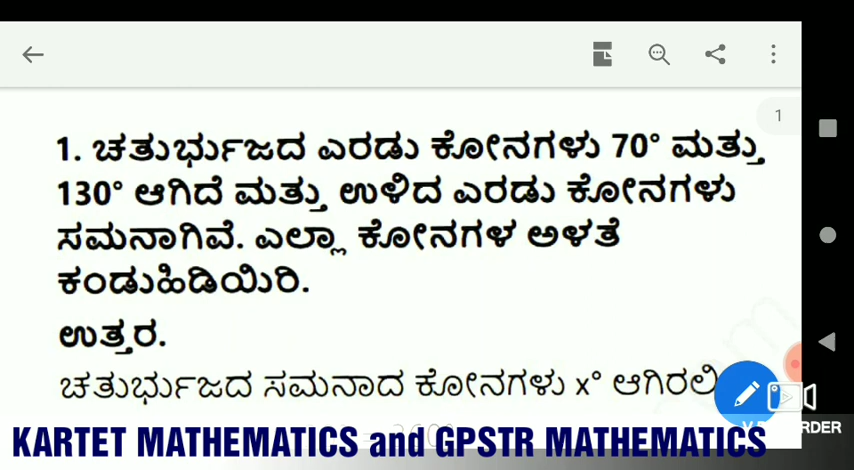 1
1. ಚತುರ್ಭುಜದ ಎರಡು ಕೋನಗಳು 70° ಮತ್ತು
130° ಆಗಿದೆ ಮತ್ತು ಉಳಿದ ಎರಡು ಕೋನಗಳು
ಸಮನಾಗಿವೆ. ಎಲ್ಲಾ ಕೋನಗಳ ಅಳತೆ
ಕಂಡುಹಿಡಿಯಿರಿ.
ಉತ್ತರ.
ಚತುರ್ಭುಜದ ಸಮನಾದ ಕೋನಗಳು x° ಆಗಿರಲಿ
KARTET MATHEMATICS and GPSTR MATHEMATICS